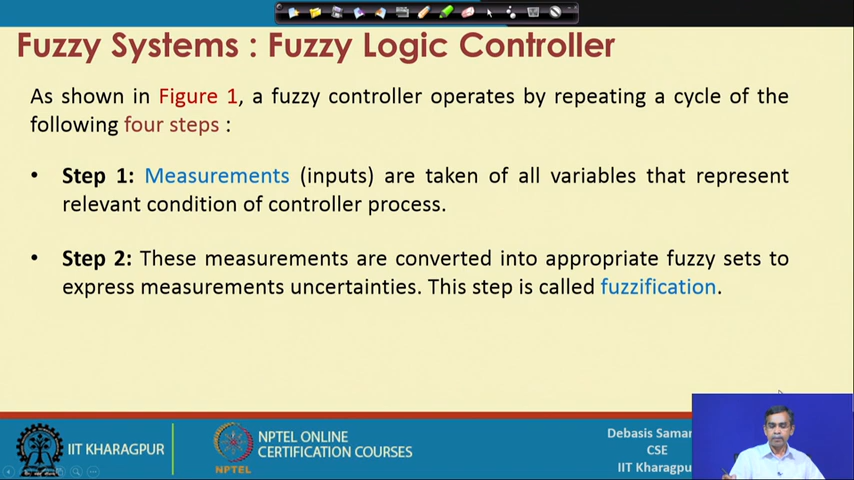 Fuzzy Systems : Fuzzy Logic Controller
As shown in Figure 1, a fuzzy controller operates by repeating a cycle of the
following four steps :
• Step 1: Measurements (inputs) are taken of all variables that represent
relevant condition of controller process.
• Step 2: These measurements are converted into appropriate fuzzy sets to
express measurements uncertainties. This step is called fuzzification.
IIT KHARAGPUR
NPTEL
NPTEL ONLINE
CERTIFICATION COURSES
Debasis Saman
CSE
IIT Kharagpu